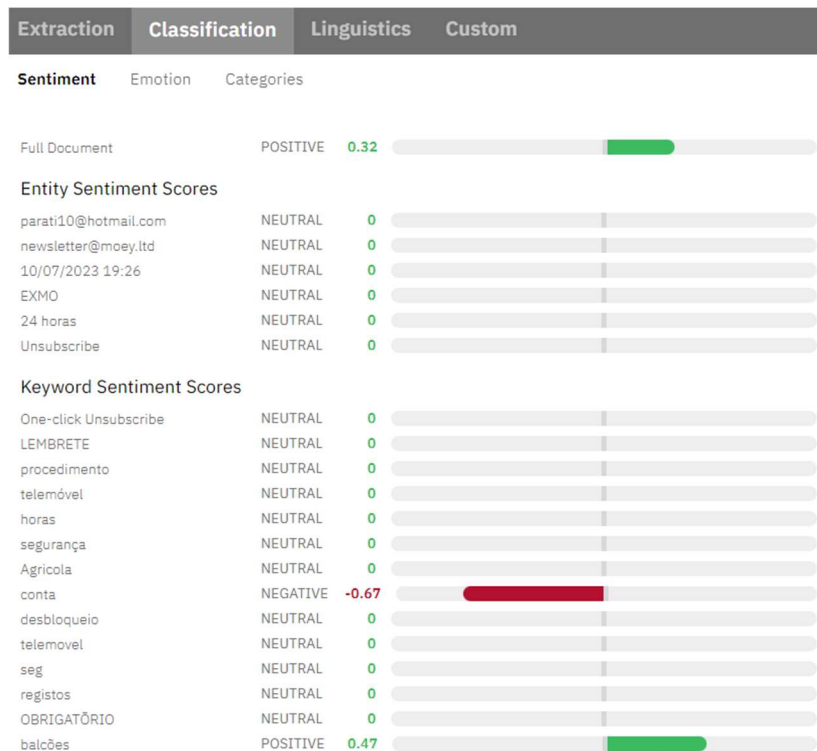 Extraction Classification Linguistics Custom
Sentiment Emotion Categories
Full Document POSITIVE 0.32
Entity Sentiment Scores
parati10@hotmail.com NEUTRAL 0
newsletter@moey.ltd NEUTRAL 0
10/07/2023 19:26 NEUTRAL 0
EXMO NEUTRAL 0
24 horas NEUTRAL 0
Unsubscribe NEUTRAL 0
Keyword Sentiment Scores
One-click Unsubscribe NEUTRAL 0
LEMBRETE NEUTRAL 0
procedimento NEUTRAL 0
telemóvel NEUTRAL 0
horas NEUTRAL 0
segurança NEUTRAL 0
Agricola NEUTRAL 0
conta NEGATIVE -0.67
desbloqueio NEUTRAL 0
telemovel NEUTRAL 0
seg NEUTRAL 0
registos NEUTRAL 0
OBRIGATÕRIO NEUTRAL 0
balcões POSITIVE 0.47